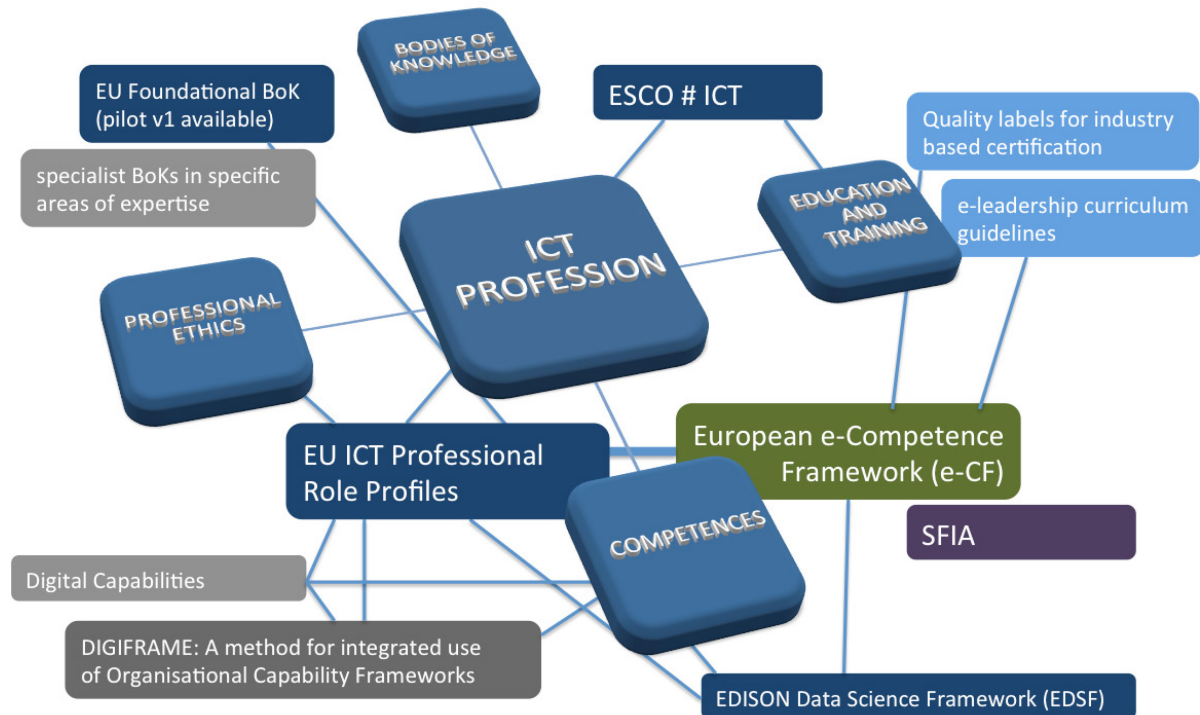 BODIES OF
KNOWLEDGE
EU Foundational BoK
(pilot v1 available)
ESCO # ICT
Quality labels for industry
based certification
specialist BoKs in specific
areas of expertise
EDUCATION
AND
TRAINING
e-leadership curriculum
guidelines
ICT
PROFESSION
PROFESSIONAL
ETHICS
European e-Competence
Framework (e-CF)
EU ICT Professional
Role Profiles
COMPETENCES
SFIA
Digital Capabilities
DIGIFRAME: A method for integrated use
of Organisational Capability Frameworks
EDISON Data Science Framework (EDSF)